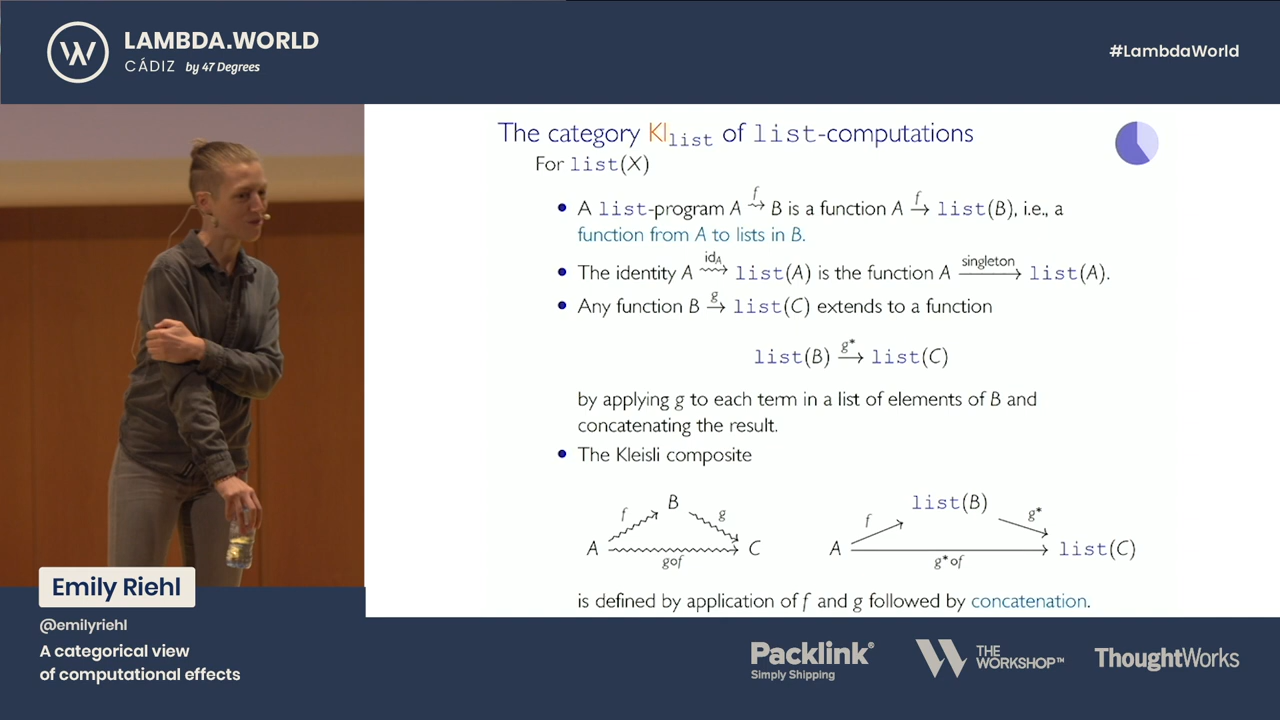 LAMBDA.WORLD
CÁDIZ by 47 Degrees
#LambdaWorld
The category Kl_list of list-computations
For list(X)
• A list-program A f⇝ B is a function A f→ list(B), i.e., a
function from A to lists in B.
• The identity A id_A⇝ list(A) is the function A singleton→ list(A).
• Any function B g→ list(C) extends to a function
list(B) g*→ list(C)
by applying g to each term in a list of elements of B and
concatenating the result.
• The Kleisli composite
B
f g
A C
g∘f
list(B)
f g*
A list(C)
g*∘f
is defined by application of f and g followed by concatenation.
Emily Riehl
@emilyriehl
A categorical view
of computational effects
Packlink®
Simply Shipping
W THE
WORKSHOP™
ThoughtWorks